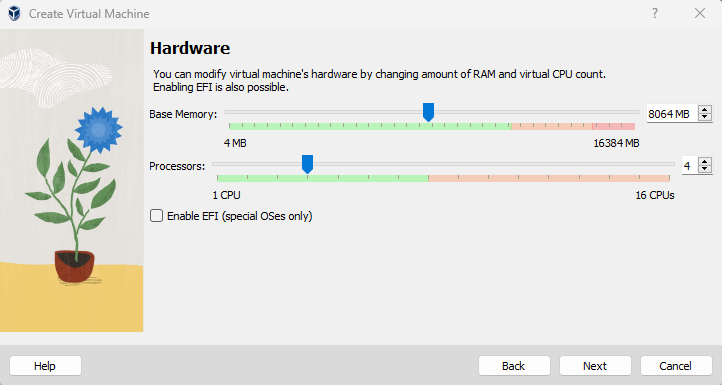 Create Virtual Machine
?
Hardware
You can modify virtual machine's hardware by changing amount of RAM and virtual CPU count.
Enabling EFI is also possible.
Base Memory: 8064 MB
4 MB 16384 MB
Processors: 4
1 CPU 16 CPUs
Enable EFI (special OSes only)
Help Back Next Cancel